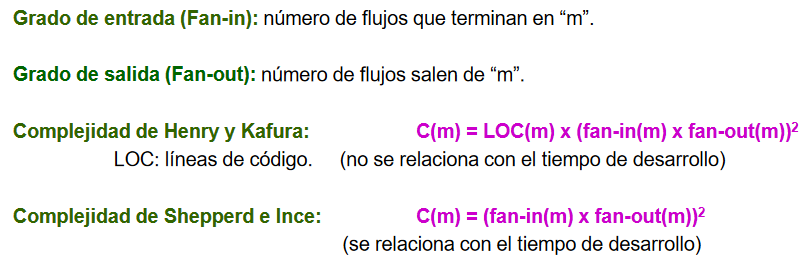 Grado de entrada (Fan-in): número de flujos que terminan en “m”.
Grado de salida (Fan-out): número de flujos salen de “m”.
Complejidad de Henry y Kafura: C(m) = LOC(m) x (fan-in(m) x fan-out(m))²
LOC: líneas de código. (no se relaciona con el tiempo de desarrollo)
Complejidad de Shepperd e Ince: C(m) = (fan-in(m) x fan-out(m))²
(se relaciona con el tiempo de desarrollo)